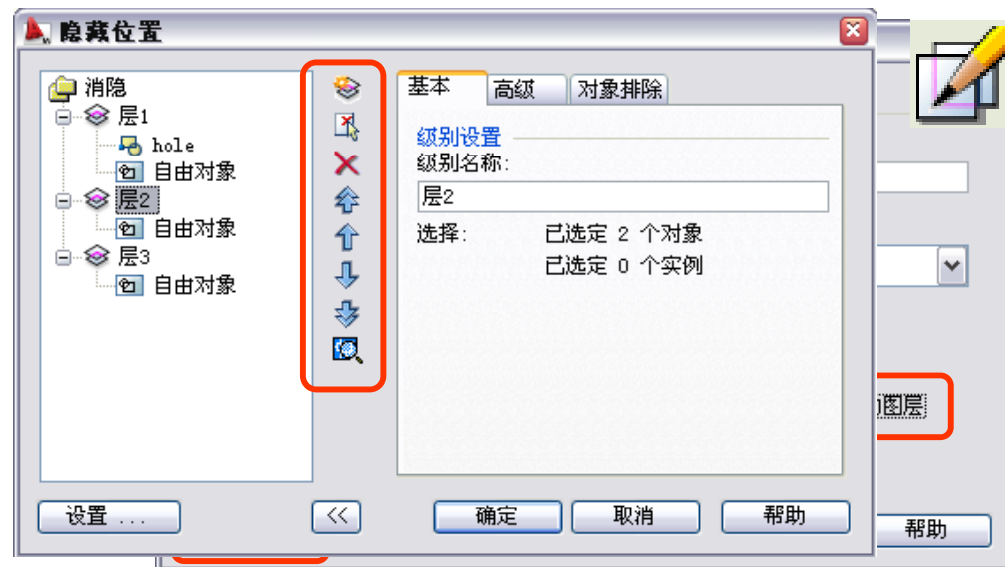 隐藏位置
消隐
层1
hole
自由对象
层2
自由对象
层3
自由对象
基本 高级 对象排除
级别设置
级别名称:
层2
选择: 已选定 2 个对象
已选定 0 个实例
图层
设置 ... << 确定 取消 帮助
帮助